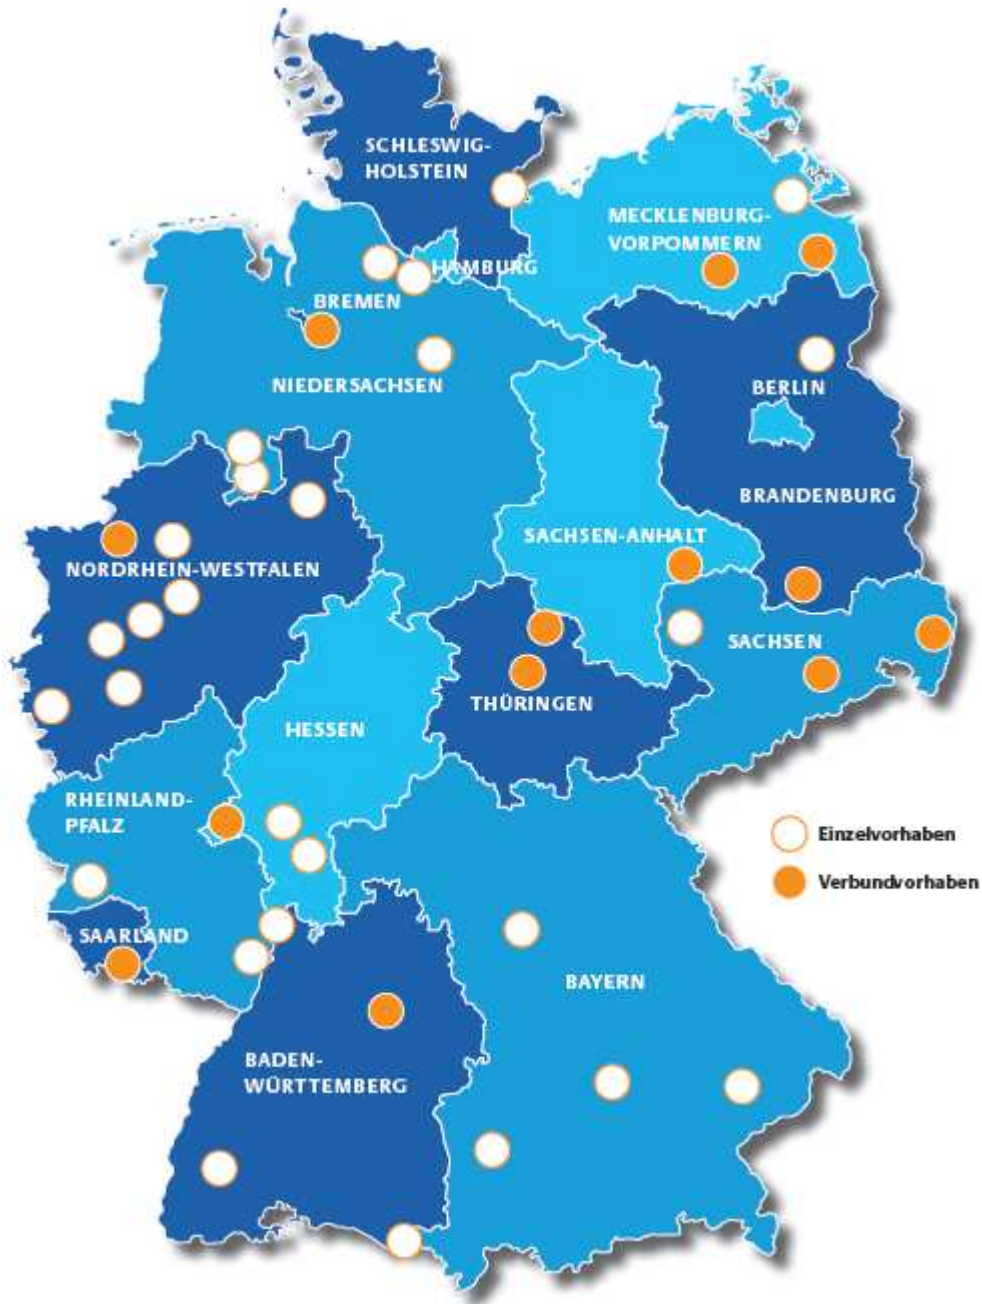 SCHLESWIG-
HOLSTEIN
MECKLENBURG-
VORPOMMERN
HAMBURG
BREMEN
NIEDERSACHSEN
BERLIN
BRANDENBURG
SACHSEN-ANHALT
NORDRHEIN-WESTFALEN
SACHSEN
THÜRINGEN
HESSEN
RHEINLAND-
PFALZ
Einzelvorhaben
Verbundvorhaben
SAARLAND
BAYERN
BADEN-
WÜRTTEMBERG